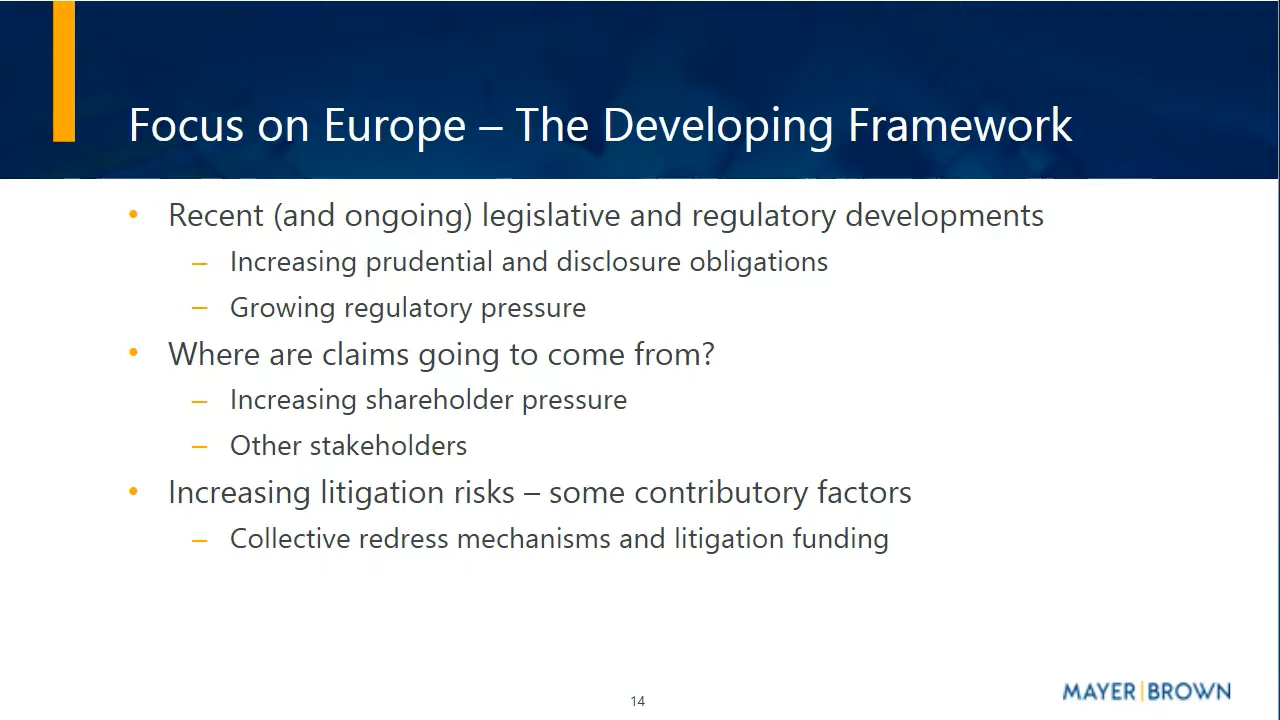 Focus on Europe – The Developing Framework
• Recent (and ongoing) legislative and regulatory developments
– Increasing prudential and disclosure obligations
– Growing regulatory pressure
• Where are claims going to come from?
– Increasing shareholder pressure
– Other stakeholders
• Increasing litigation risks – some contributory factors
– Collective redress mechanisms and litigation funding
14
MAYER|BROWN